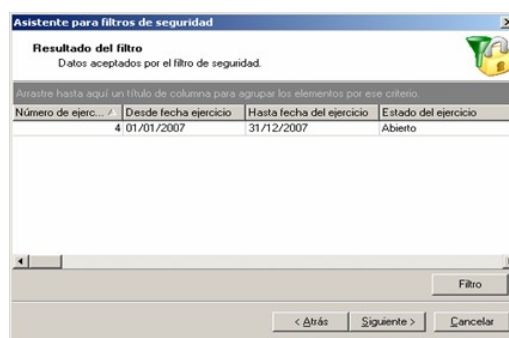 Asistente para filtros de seguridad
Resultado del filtro
Datos aceptados por el filtro de seguridad.
Arrastre hasta aquí un título de columna para agrupar los elementos por ese criterio.
Número de ejerc... Desde fecha ejercicio Hasta fecha del ejercicio Estado del ejercicio
4 01/01/2007 31/12/2007 Abierto
Filtro
< Atrás Siguiente > Cancelar